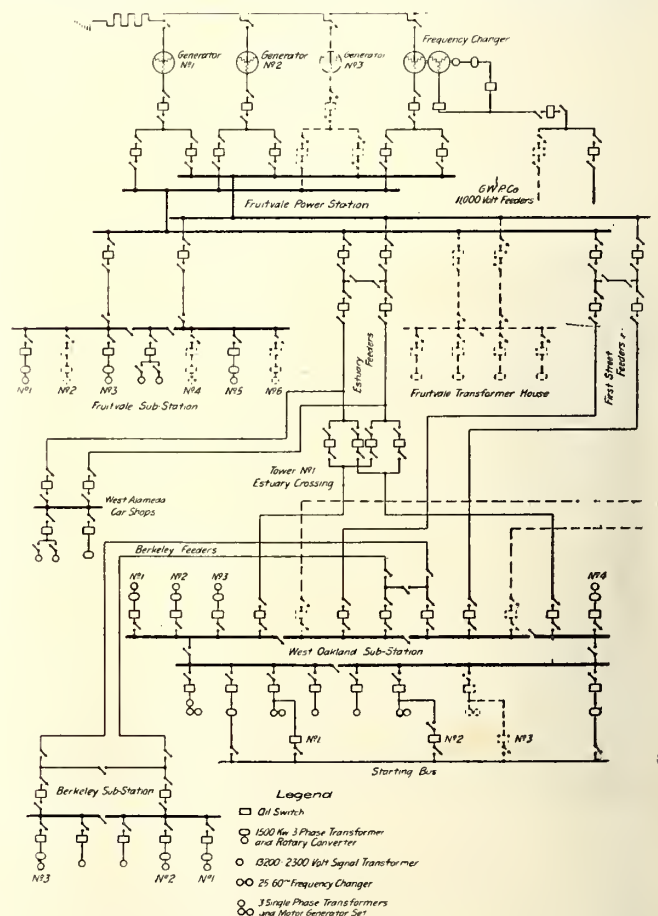 Generator Nº1
Generator Nº2
Generator Nº3
Frequency Changer
G.W.P.Co
11,000 Volt Feeders
Fruitvale Power Station
Estuary Feeders
First Street Feeders
Nº1 Nº2 Nº3 Nº4 Nº5 Nº6
Fruitvale Sub-Station
Fruitvale Transformer House
Tower Nº1
Estuary Crossing
West Alameda
Car Shops
Berkeley Feeders
Nº1 Nº2 Nº3 Nº4
West Oakland Sub-Station
Nº1 Nº2 Nº3
Starting Bus
Berkeley Sub-Station
Nº3 Nº2 Nº1
Legend
Oil Switch
1500 Kw 3 Phase Transformer
and Rotary Converter
13200-2300 Volt Signal Transformer
25 60~ Frequency Changer
3 Single Phase Transformers
and Motor Generator Set